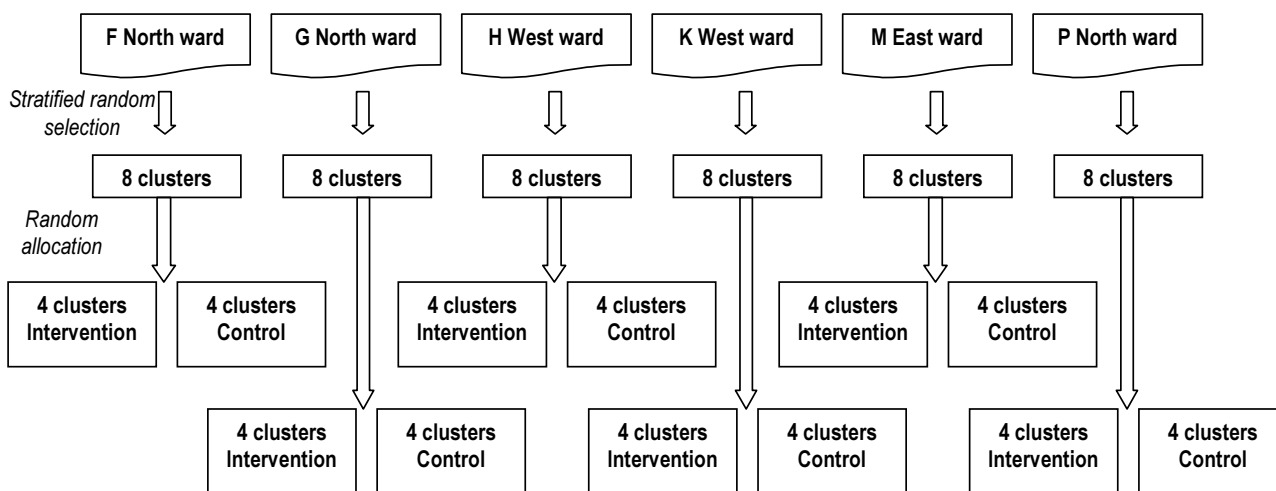 F North ward
G North ward
H West ward
K West ward
M East ward
P North ward
Stratified random
selection
8 clusters
8 clusters
8 clusters
8 clusters
8 clusters
8 clusters
Random
allocation
4 clusters
Intervention
4 clusters
Control
4 clusters
Intervention
4 clusters
Control
4 clusters
Intervention
4 clusters
Control
4 clusters
Intervention
4 clusters
Control
4 clusters
Intervention
4 clusters
Control
4 clusters
Intervention
4 clusters
Control